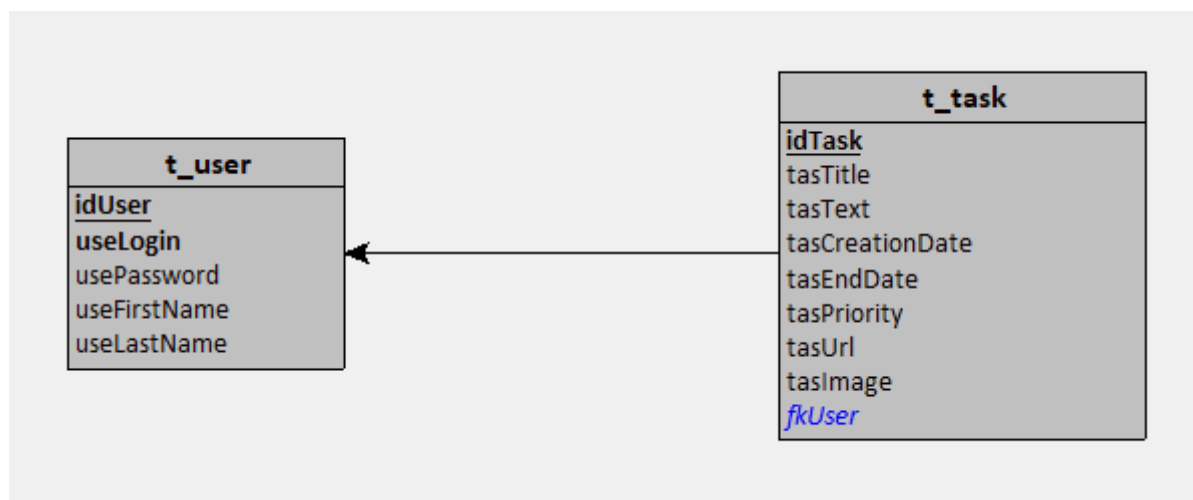 t_user
idUser
useLogin
usePassword
useFirstName
useLastName
t_task
idTask
tasTitle
tasText
tasCreationDate
tasEndDate
tasPriority
tasUrl
tasImage
fkUser